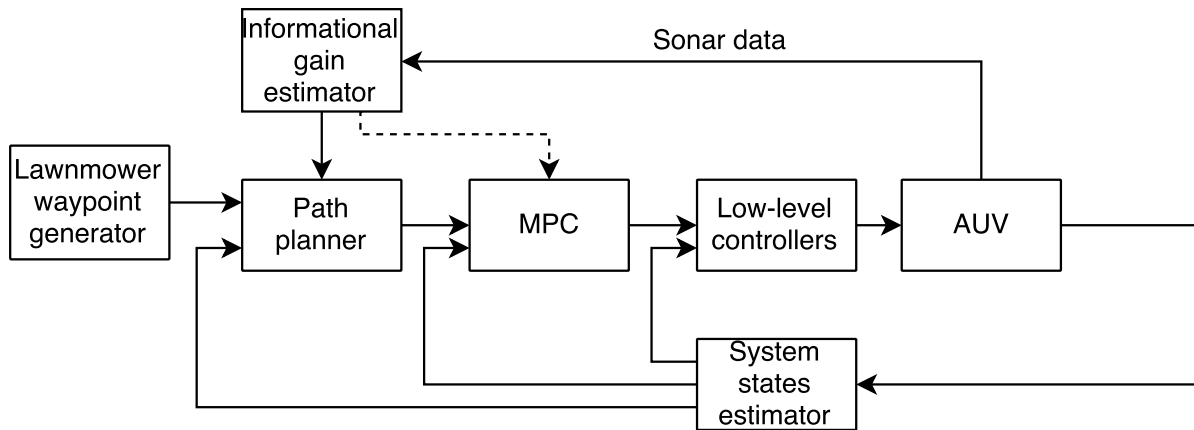 Informational
gain
estimator
Sonar data
Lawnmower
waypoint
generator
Path
planner
MPC
Low-level
controllers
AUV
System
states
estimator